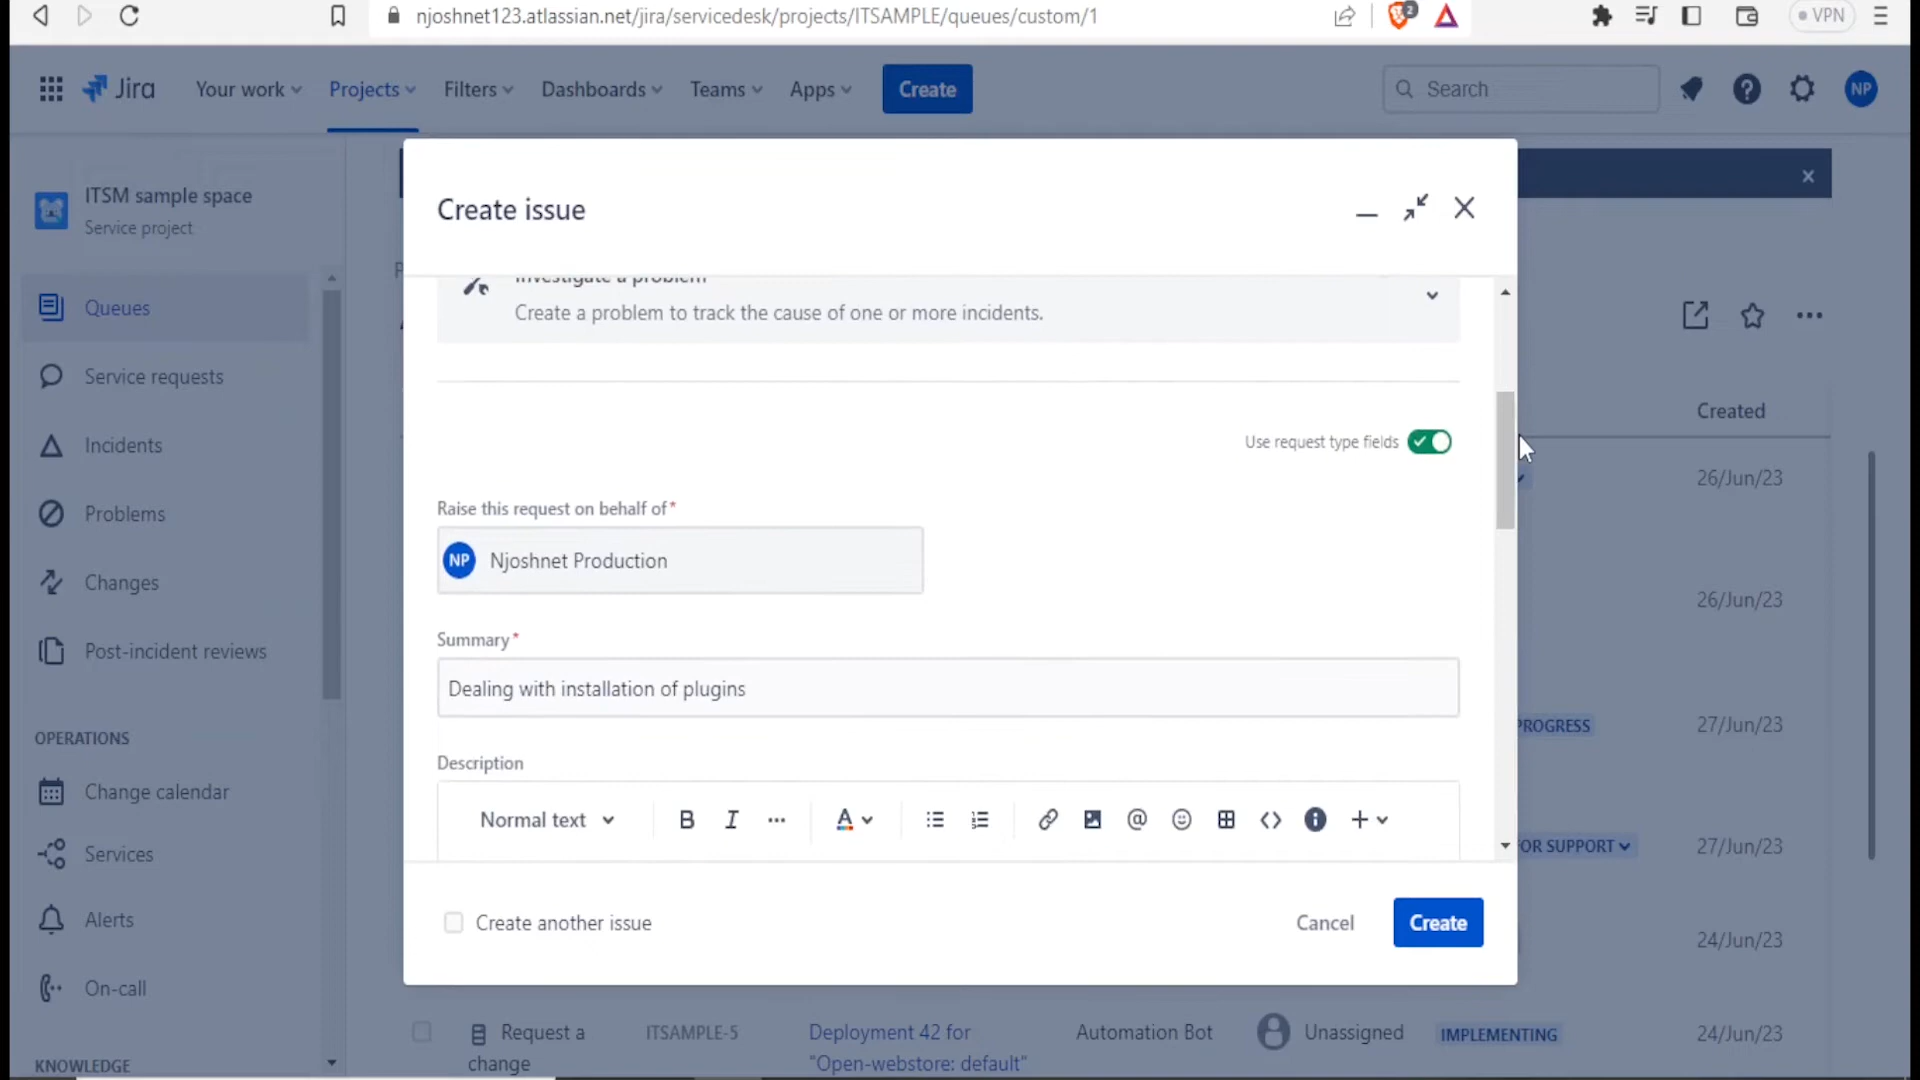 njoshnet123.atlassian.net/jira/servicedesk/projects/ITSAMPLE/queues/custom/1
2
VPN
Jira
Your work
Projects
Filters
Dashboards
Teams
Apps
Create
Search
NP
ITSM sample space
Service project
Queues
Service requests
Incidents
Problems
Changes
Post-incident reviews
OPERATIONS
Change calendar
Services
Alerts
On-call
KNOWLEDGE
Create issue
Investigate a problem
Create a problem to track the cause of one or more incidents.
Use request type fields
Raise this request on behalf of*
NP Njoshnet Production
Summary*
Dealing with installation of plugins
Description
Normal text
Create another issue
Cancel
Create
Created
26/Jun/23
26/Jun/23
PROGRESS
27/Jun/23
OR SUPPORT
27/Jun/23
24/Jun/23
Request a change
ITSAMPLE-5
Deployment 42 for
"Open-webstore: default"
Automation Bot
Unassigned
IMPLEMENTING
24/Jun/23